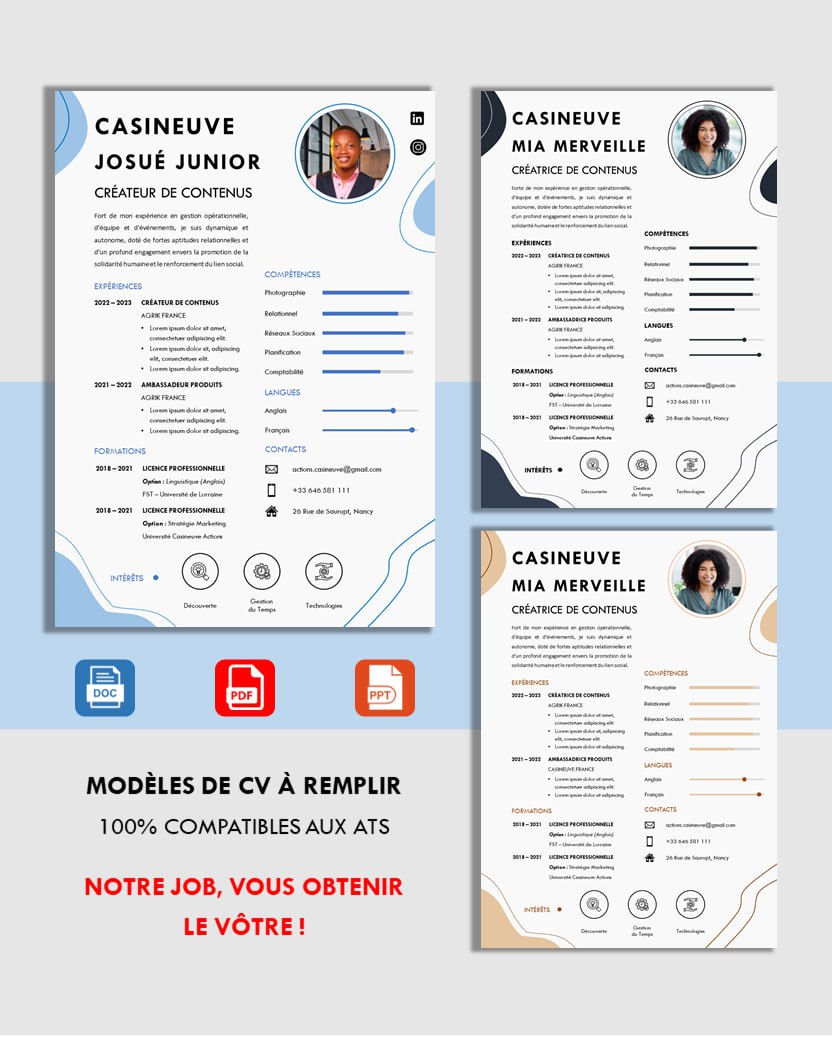 CASINEUVE
JOSUÉ JUNIOR
CRÉATEUR DE CONTENUS
Fort de mon expérience en gestion opérationnelle,
d'équipe et d'événements, je suis dynamique et
autonome, doté de fortes aptitudes relationnelles et
d'un profond engagement envers la promotion de la
solidarité humaine et le renforcement du lien social.
EXPÉRIENCES
2022 – 2023 CRÉATEUR DE CONTENUS
AGRIK FRANCE
• Lorem ipsum dolor sit amet,
consectetuer adipiscing elit.
• Lorem ipsum dolor sit, adipiscing
elit, consectetuer elit.
• Lorem ipsum dolor sit adipiscing.
2021 – 2022 AMBASSADEUR PRODUITS
AGRIK FRANCE
• Lorem ipsum dolor sit amet,
consectetuer adipiscing elit.
• Lorem ipsum dolor sit adipiscing.
FORMATIONS
2018 – 2021 LICENCE PROFESSIONNELLE
Option : Linguistique (Anglais)
FST – Université de Lorraine
2018 – 2021 LICENCE PROFESSIONNELLE
Option : Stratégie Marketing
Université Casineuve Actions
COMPÉTENCES
Photographie
Relationnel
Réseaux Sociaux
Planification
Comptabilité
LANGUES
Anglais
Français
CONTACTS
actions.casineuve@gmail.com
+33 646 581 111
26 Rue de Saurupt, Nancy
INTÉRÊTS
Découverte
Gestion
du Temps
Technologies
in
CASINEUVE
MIA MERVEILLE
CRÉATRICE DE CONTENUS
Forte de mon expérience en gestion opérationnelle,
d'équipe et d'événements, je suis dynamique et
autonome, doté de fortes aptitudes relationnelles et
d'un profond engagement envers la promotion de la
solidarité humaine et le renforcement du lien social.
EXPÉRIENCES
2022 – 2023 CRÉATRICE DE CONTENUS
AGRIK FRANCE
• Lorem ipsum dolor sit amet,
consectetuer adipiscing elit.
• Lorem ipsum dolor sit, adipiscing
elit, consectetuer elit.
• Lorem ipsum dolor sit adipiscing.
2021 – 2022 AMBASSADRICE PRODUITS
AGRIK FRANCE
• Lorem ipsum dolor sit amet,
consectetuer adipiscing elit.
• Lorem ipsum dolor sit adipiscing.
FORMATIONS
2018 – 2021 LICENCE PROFESSIONNELLE
Option : Linguistique (Anglais)
FST – Université de Lorraine
2018 – 2021 LICENCE PROFESSIONNELLE
Option : Stratégie Marketing
Université Casineuve Actions
COMPÉTENCES
Photographie
Relationnel
Réseaux Sociaux
Planification
Comptabilité
LANGUES
Anglais
Français
CONTACTS
actions.casineuve@gmail.com
+33 646 581 111
26 Rue de Saurupt, Nancy
INTÉRÊTS
Découverte
Gestion
du Temps
Technologies
CASINEUVE
MIA MERVEILLE
CRÉATRICE DE CONTENUS
Fort de mon expérience en gestion opérationnelle,
d'équipe et d'événements, je suis dynamique et
autonome, doté de fortes aptitudes relationnelles et
d'un profond engagement envers la promotion de la
solidarité humaine et le renforcement du lien social.
EXPÉRIENCES
2022 – 2023 CRÉATRICE DE CONTENUS
AGRIK FRANCE
• Lorem ipsum dolor sit amet,
consectetuer adipiscing elit.
• Lorem ipsum dolor sit, adipiscing
elit, consectetuer elit.
• Lorem ipsum dolor sit adipiscing.
2021 – 2022 AMBASSADRICE PRODUITS
CASINEUVE FRANCE
• Lorem ipsum dolor sit amet,
consectetuer adipiscing elit.
• Lorem ipsum dolor sit adipiscing.
FORMATIONS
2018 – 2021 LICENCE PROFESSIONNELLE
Option : Linguistique (Anglais)
FST – Université de Lorraine
2018 – 2021 LICENCE PROFESSIONNELLE
Option : Stratégie Marketing
Université Casineuve Actions
COMPÉTENCES
Photographie
Relationnel
Réseaux Sociaux
Planification
Comptabilité
LANGUES
Anglais
Français
CONTACTS
actions.casineuve@gmail.com
+33 646 581 111
26 Rue de Saurupt, Nancy
INTÉRÊTS
Découverte
Gestion
du Temps
Technologies
DOC
PDF
PPT
MODÈLES DE CV À REMPLIR
100% COMPATIBLES AUX ATS
NOTRE JOB, VOUS OBTENIR
LE VÔTRE !